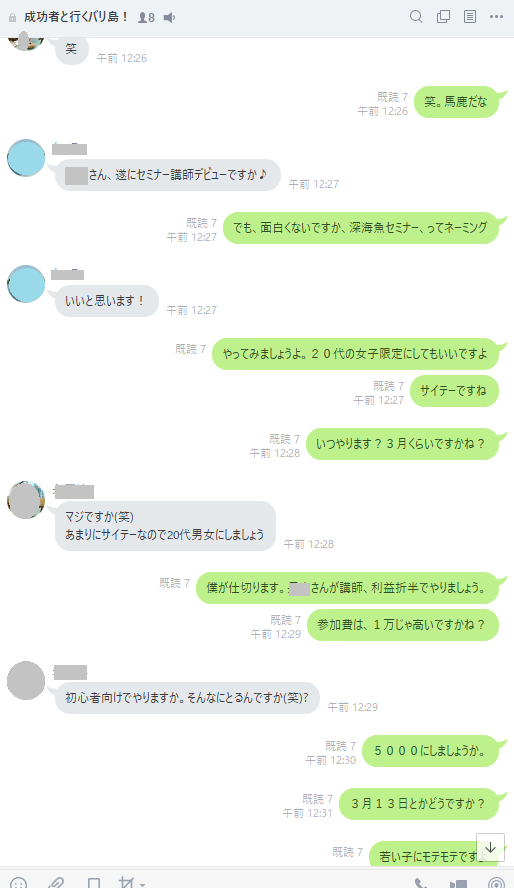 成功者と行くバリ島！ 8
笑
午前 12:26
既読 7
午前 12:26
笑。馬鹿だな
さん、遂にセミナー講師デビューですか♪
午前 12:27
既読 7
午前 12:27
でも、面白くないですか、深海魚セミナー、ってネーミング
いいと思います！
午前 12:27
既読 7
やってみましょうよ。２０代の女子限定にしてもいいですよ
既読 7
午前 12:27
サイテーですね
既読 7
午前 12:28
いつやります？３月くらいですかね？
マジですか(笑)
あまりにサイテーなので20代男女にしましょう
午前 12:28
既読 7
僕が仕切ります。 さんが講師、利益折半でやりましょう。
既読 7
午前 12:29
参加費は、１万じゃ高いですかね？
初心者向けでやりますか。そんなにとるんですか(笑)?
午前 12:29
既読 7
午前 12:30
５０００にしましょうか。
既読 7
午前 12:31
３月１３日とかどうですか？
既読 7
若い子にモテモテですよ